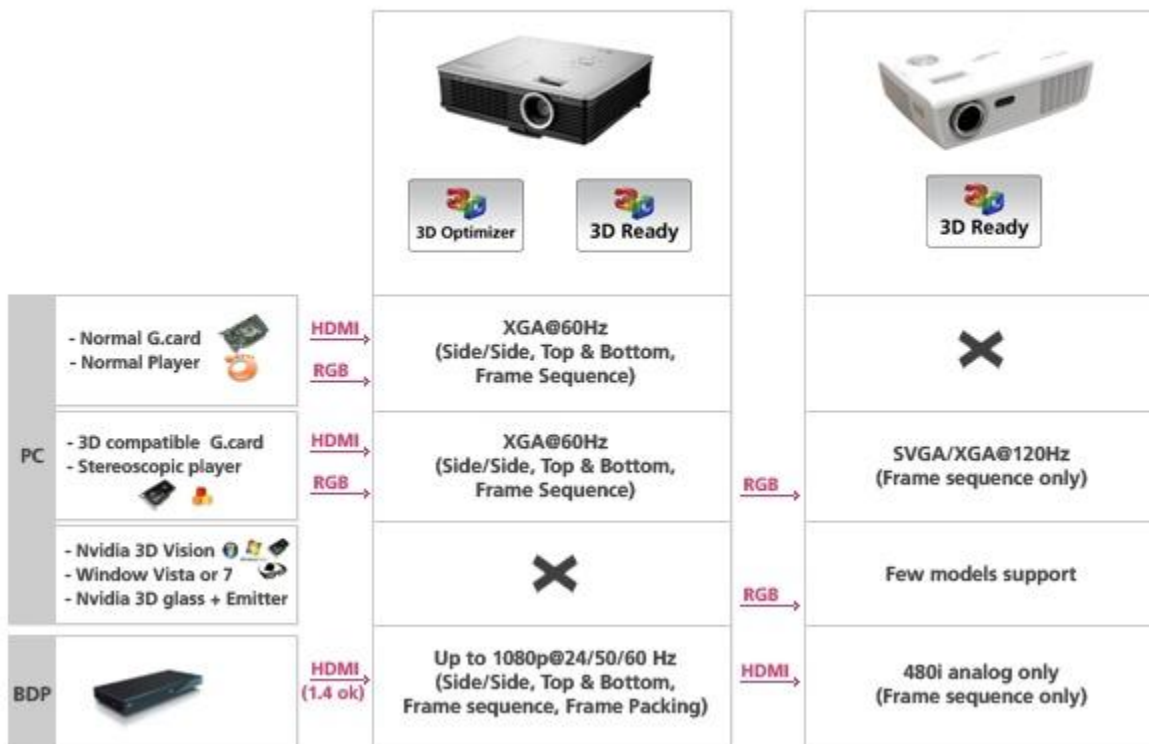 3D
3D Optimizer
3D
3D Ready
3D
3D Ready
PC
- Normal G.card
- Normal Player
HDMI
RGB
XGA@60Hz
(Side/Side, Top & Bottom,
Frame Sequence)
- 3D compatible G.card
- Stereoscopic player
HDMI
RGB
XGA@60Hz
(Side/Side, Top & Bottom,
Frame Sequence)
RGB
SVGA/XGA@120Hz
(Frame sequence only)
- Nvidia 3D Vision
- Window Vista or 7
- Nvidia 3D glass + Emitter
RGB
Few models support
BDP
HDMI
(1.4 ok)
Up to 1080p@24/50/60 Hz
(Side/Side, Top & Bottom,
Frame sequence, Frame Packing)
HDMI
480i analog only
(Frame sequence only)